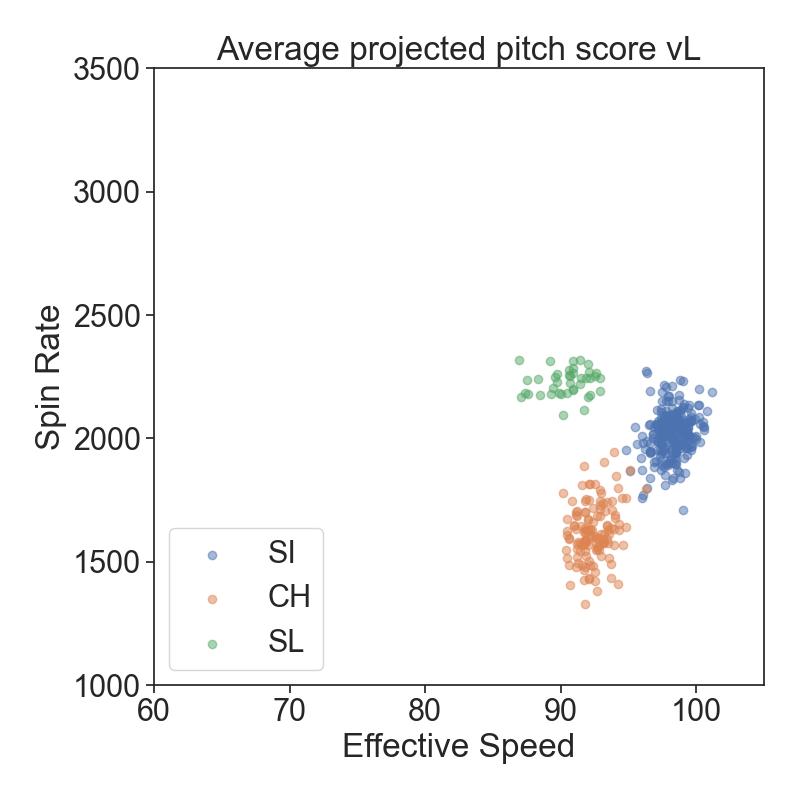 Average projected pitch score vL
3500
3000
2500
2000
1500
1000
Spin Rate
SI
CH
SL
60 70 80 90 100
Effective Speed